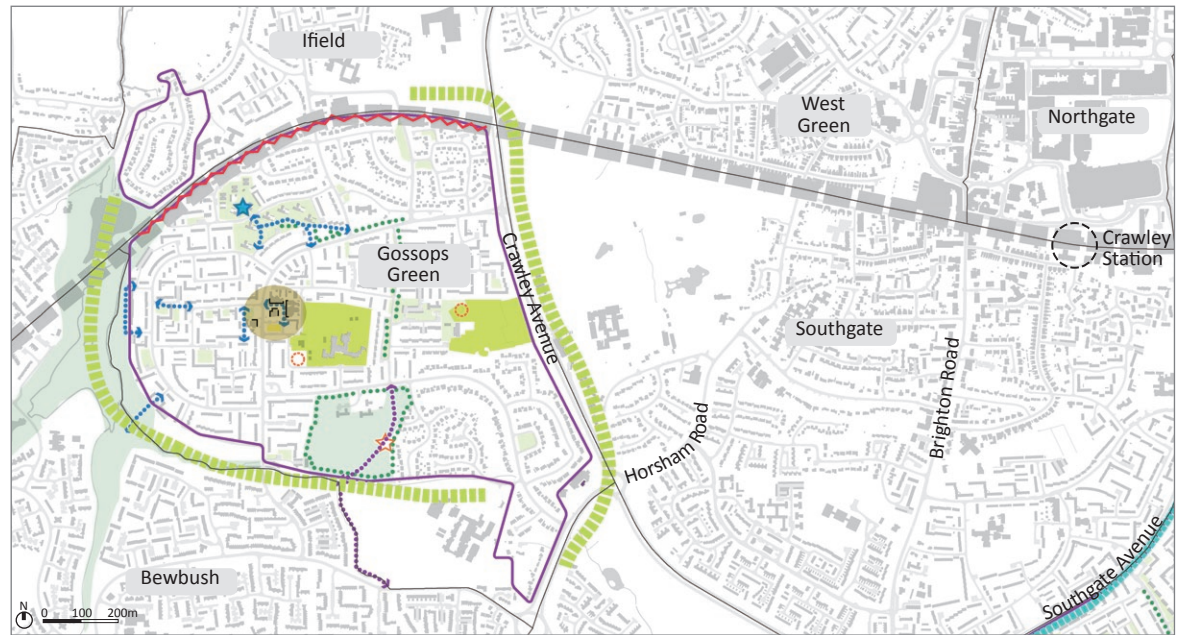 Ifield
West
Green
Northgate
Crawley
Station
Gossops
Green
Crawley Avenue
Southgate
Brighton Road
Horsham Road
Southgate Avenue
Bewbush
N
0 100 200m